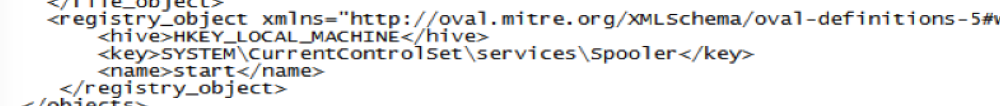 </file_object>
<registry_object xmlns="http://oval.mitre.org/XMLSchema/oval-definitions-5#w
<hive>HKEY_LOCAL_MACHINE</hive>
<key>SYSTEM\CurrentControlSet\services\Spooler</key>
<name>start</name>
</registry_object>
</objects>